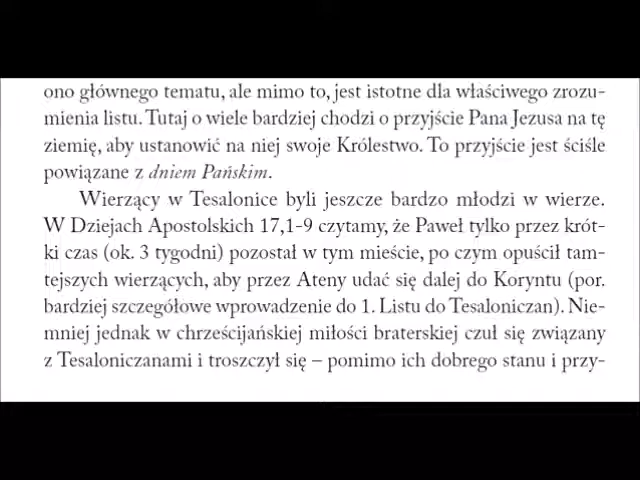 ono głównego tematu, ale mimo to, jest istotne dla właściwego zrozu-
mienia listu. Tutaj o wiele bardziej chodzi o przyjście Pana Jezusa na tę
ziemię, aby ustanowić na niej swoje Królestwo. To przyjście jest ściśle
powiązane z dniem Pańskim.
Wierzący w Tesalonice byli jeszcze bardzo młodzi w wierze.
W Dziejach Apostolskich 17,1-9 czytamy, że Paweł tylko przez krót-
ki czas (ok. 3 tygodni) pozostał w tym mieście, po czym opuścił tam-
tejszych wierzących, aby przez Ateny udać się dalej do Koryntu (por.
bardziej szczegółowe wprowadzenie do 1. Listu do Tesaloniczan). Nie-
mniej jednak w chrześcijańskiej miłości braterskiej czuł się związany
z Tesaloniczanami i troszczył się – pomimo ich dobrego stanu i przy-